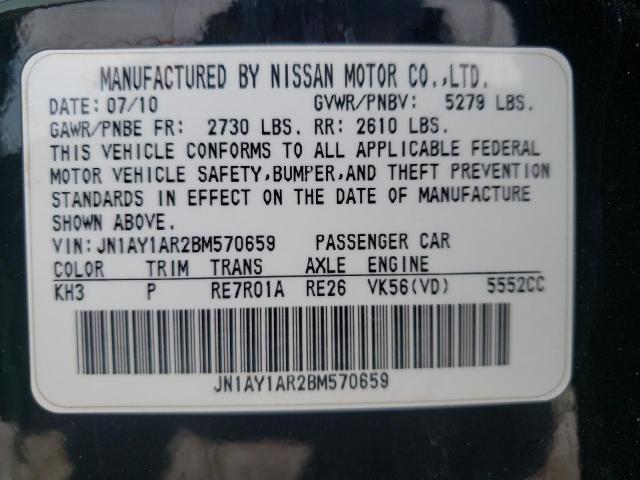 MANUFACTURED BY NISSAN MOTOR CO.,LTD.
DATE: 07/10 GVWR/PNBV: 5279 LBS.
GAWR/PNBE FR: 2730 LBS. RR: 2610 LBS.
THIS VEHICLE CONFORMS TO ALL APPLICABLE FEDERAL
MOTOR VEHICLE SAFETY,BUMPER,AND THEFT PREVENTION
STANDARDS IN EFFECT ON THE DATE OF MANUFACTURE
SHOWN ABOVE.
VIN: JN1AY1AR2BM570659 PASSENGER CAR
COLOR TRIM TRANS AXLE ENGINE
KH3 P RE7R01A RE26 VK56(VD) 5552CC
JN1AY1AR2BM570659